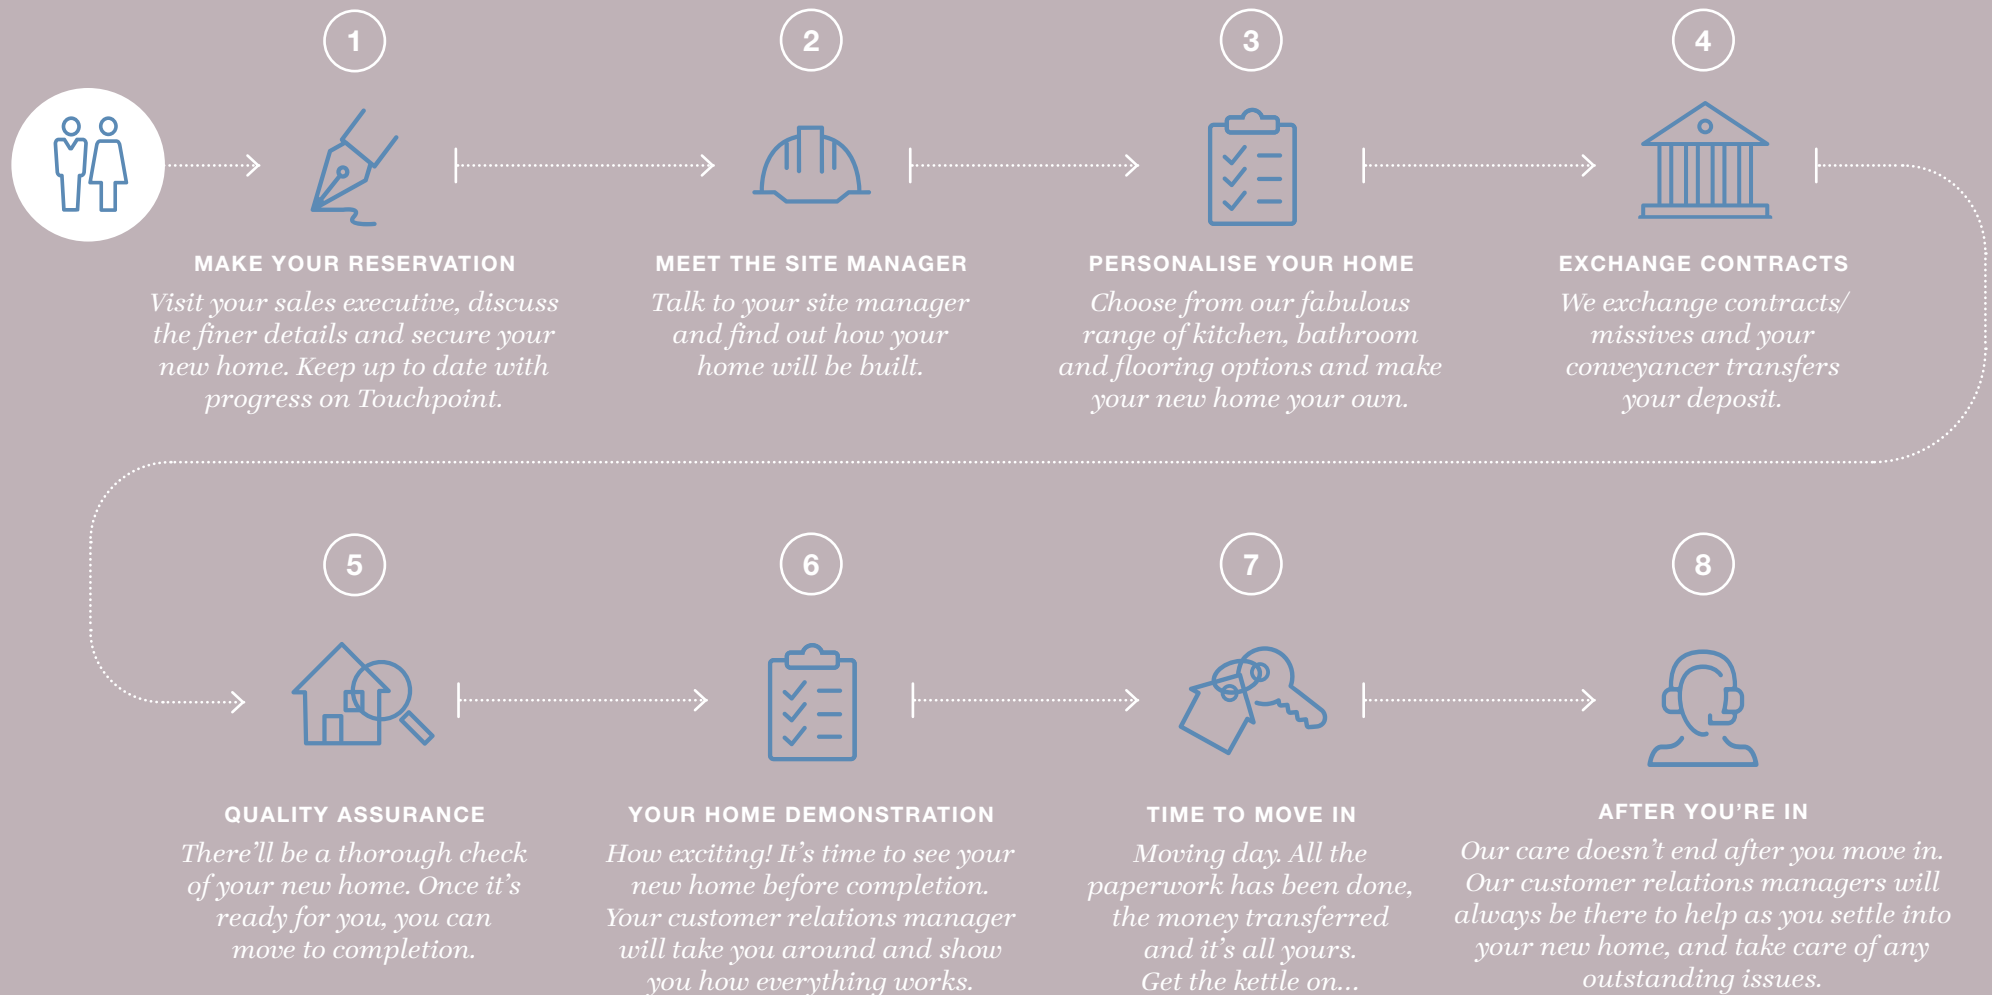 1
MAKE YOUR RESERVATION
Visit your sales executive, discuss
the finer details and secure your
new home. Keep up to date with
progress on Touchpoint.
2
MEET THE SITE MANAGER
Talk to your site manager
and find out how your
home will be built.
3
PERSONALISE YOUR HOME
Choose from our fabulous
range of kitchen, bathroom
and flooring options and make
your new home your own.
4
EXCHANGE CONTRACTS
We exchange contracts/
missives and your
conveyancer transfers
your deposit.
5
QUALITY ASSURANCE
There’ll be a thorough check
of your new home. Once it’s
ready for you, you can
move to completion.
6
YOUR HOME DEMONSTRATION
How exciting! It’s time to see your
new home before completion.
Your customer relations manager
will take you around and show
you how everything works.
7
TIME TO MOVE IN
Moving day. All the
paperwork has been done,
the money transferred
and it’s all yours.
Get the kettle on...
8
AFTER YOU’RE IN
Our care doesn’t end after you move in.
Our customer relations managers will
always be there to help as you settle into
your new home, and take care of any
outstanding issues.